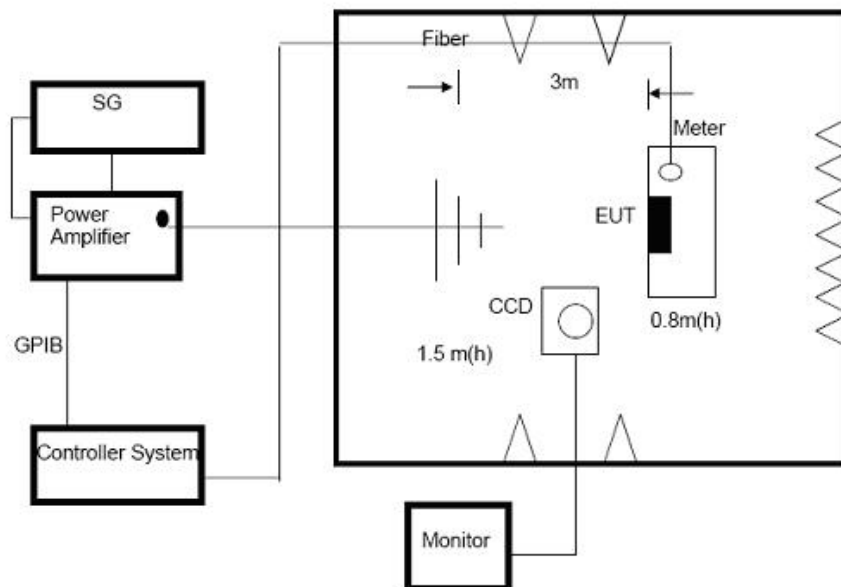 Fiber
3m
SG
Meter
Power
Amplifier
EUT
CCD
0.8m(h)
GPIB
1.5 m(h)
Controller System
Monitor